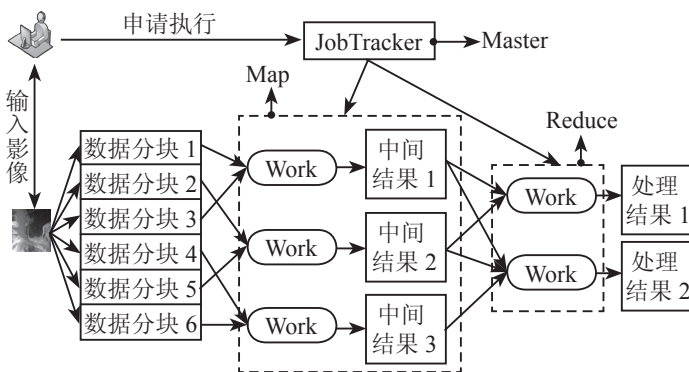 申请执行
JobTracker
Master
Map
输入影像
Reduce
数据分块 1
数据分块 2
数据分块 3
数据分块 4
数据分块 5
数据分块 6
Work
Work
Work
中间
结果 1
中间
结果 2
中间
结果 3
Work
Work
处理
结果 1
处理
结果 2